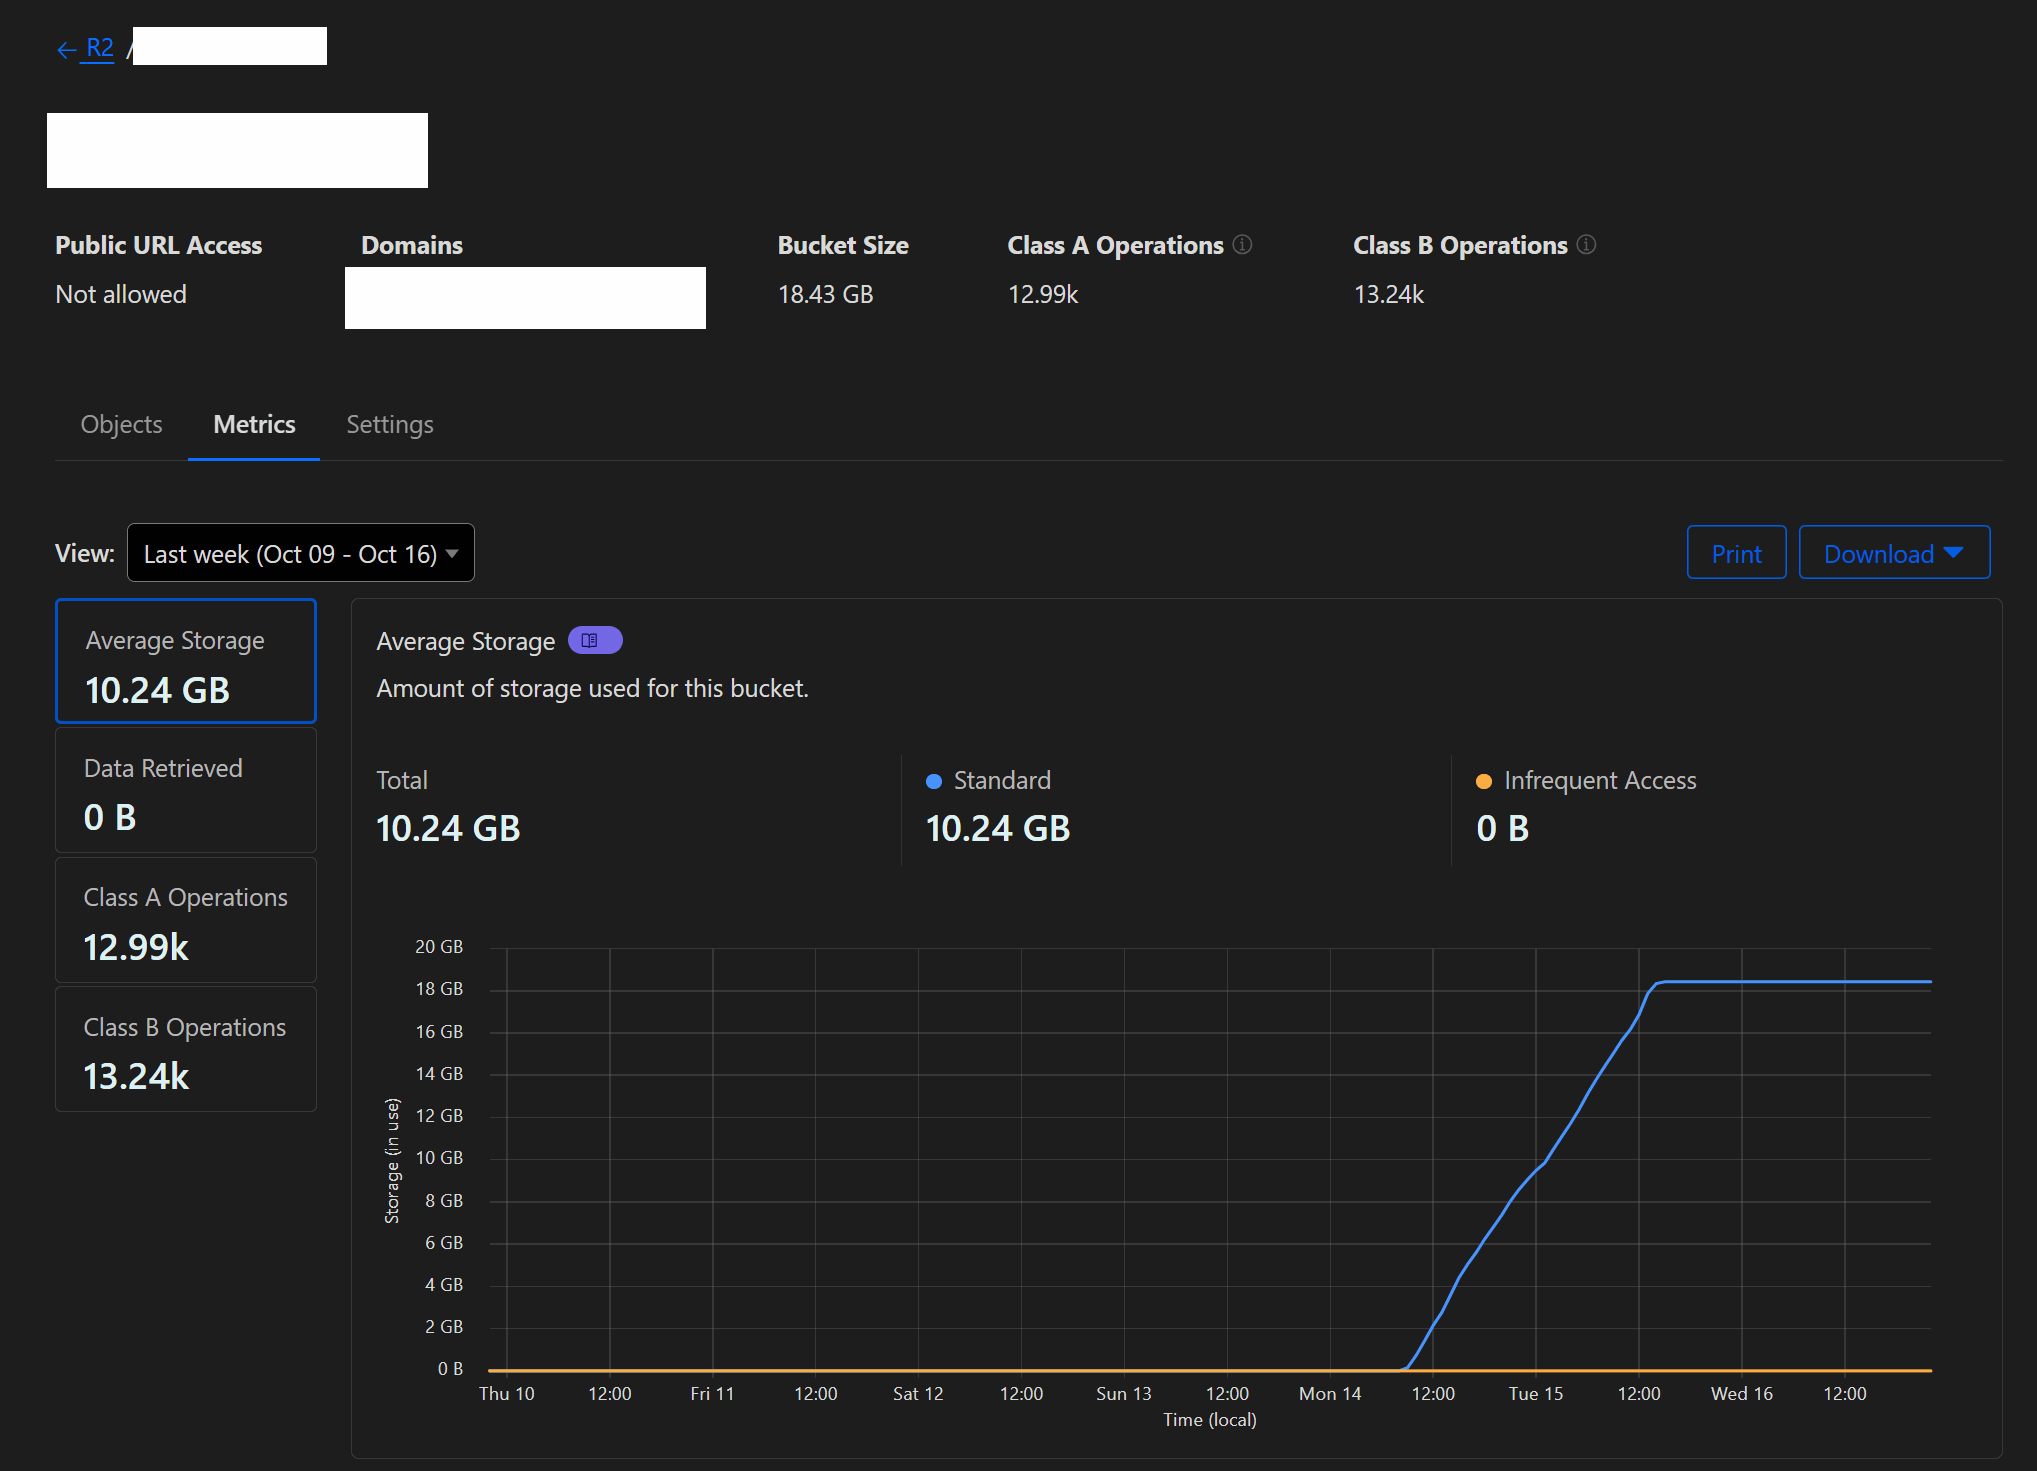 ← R2 /
Public URL Access
Domains
Bucket Size
Class A Operations
Class B Operations
Not allowed
18.43 GB
12.99k
13.24k
Objects
Metrics
Settings
View:
Last week (Oct 09 - Oct 16)
Print
Download
Average Storage
10.24 GB
Data Retrieved
0 B
Class A Operations
12.99k
Class B Operations
13.24k
Average Storage
Amount of storage used for this bucket.
Total
10.24 GB
Standard
10.24 GB
Infrequent Access
0 B
20 GB
18 GB
16 GB
14 GB
12 GB
10 GB
8 GB
6 GB
4 GB
2 GB
0 B
Storage (in use)
Thu 10
12:00
Fri 11
12:00
Sat 12
12:00
Sun 13
12:00
Mon 14
12:00
Tue 15
12:00
Wed 16
12:00
Time (local)